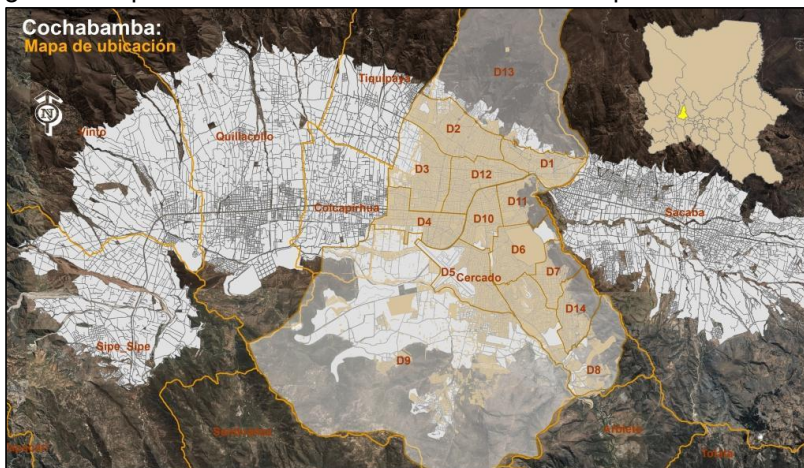 Cochabamba:
Mapa de ubicación
D13
Tiquipaya
N
Vinto
Quillacollo
D2
D3
D12
D1
Colcapirhua
D11
Sacaba
D4
D10
D6
D5
Cercado
D7
D14
Sipe Sipe
D9
D8
Arbieto